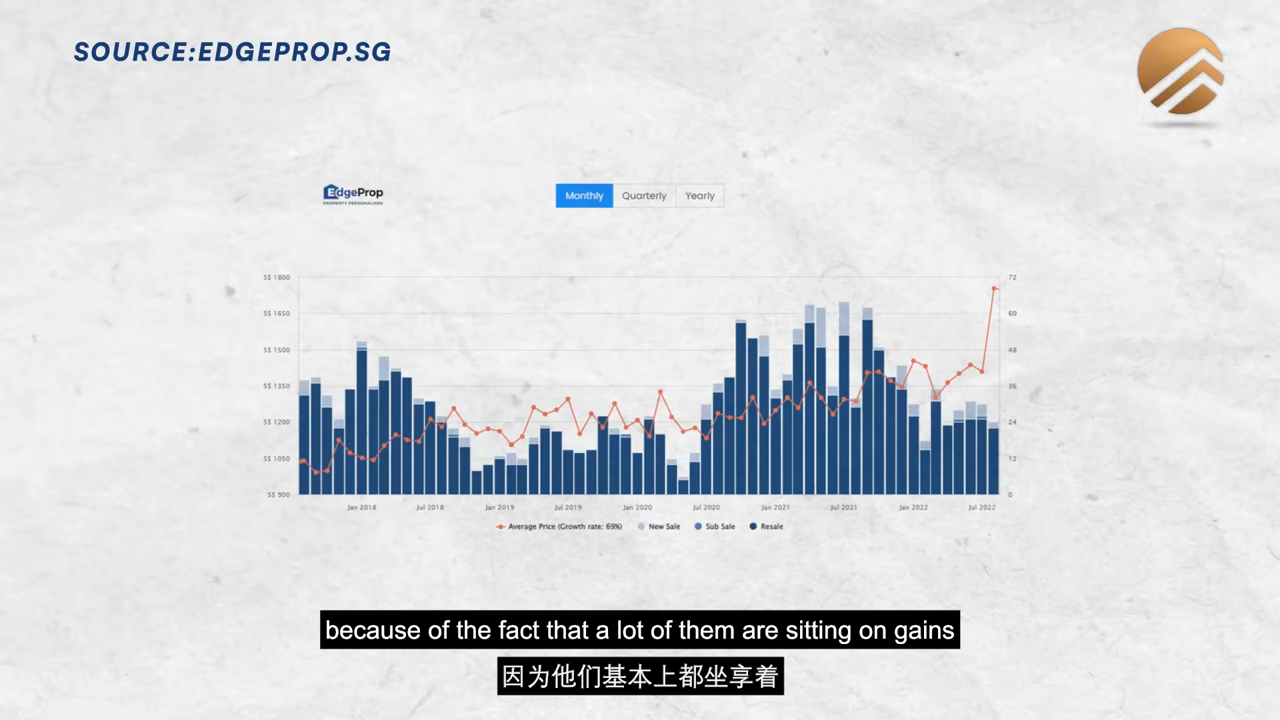 SOURCE:EDGEPROP.SG
EdgeProp
PROPERTY PERSONALISED
Monthly Quarterly Yearly
S$ 1800 72
S$ 1650 60
S$ 1500 48
S$ 1350 36
S$ 1200 24
S$ 1050 12
S$ 900 0
Jan 2018 Jul 2018 Jan 2019 Jul 2019 Jan 2020 Jul 2020 Jan 2021 Jul 2021 Jan 2022 Jul 2022
Average Price (Growth rate: 69%) New Sale Sub Sale Resale
because of the fact that a lot of them are sitting on gains
因为他们基本上都坐享着